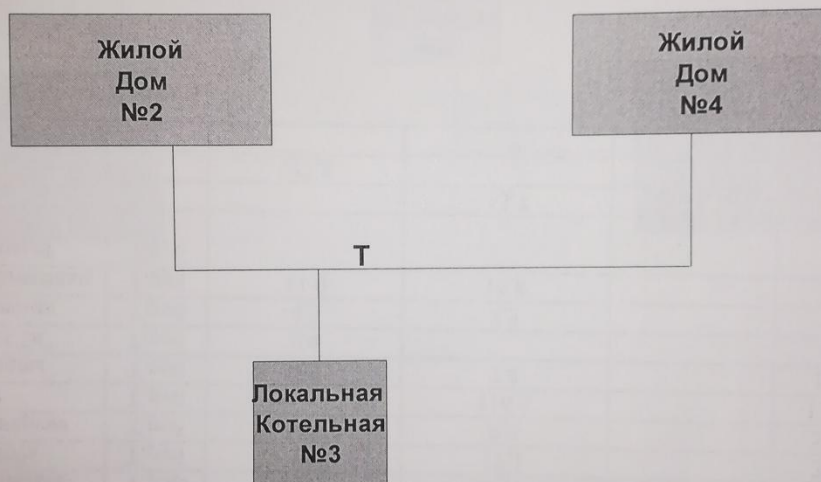 Жилой
Дом
№2
Жилой
Дом
№4
Т
Локальная
Котельная
№3